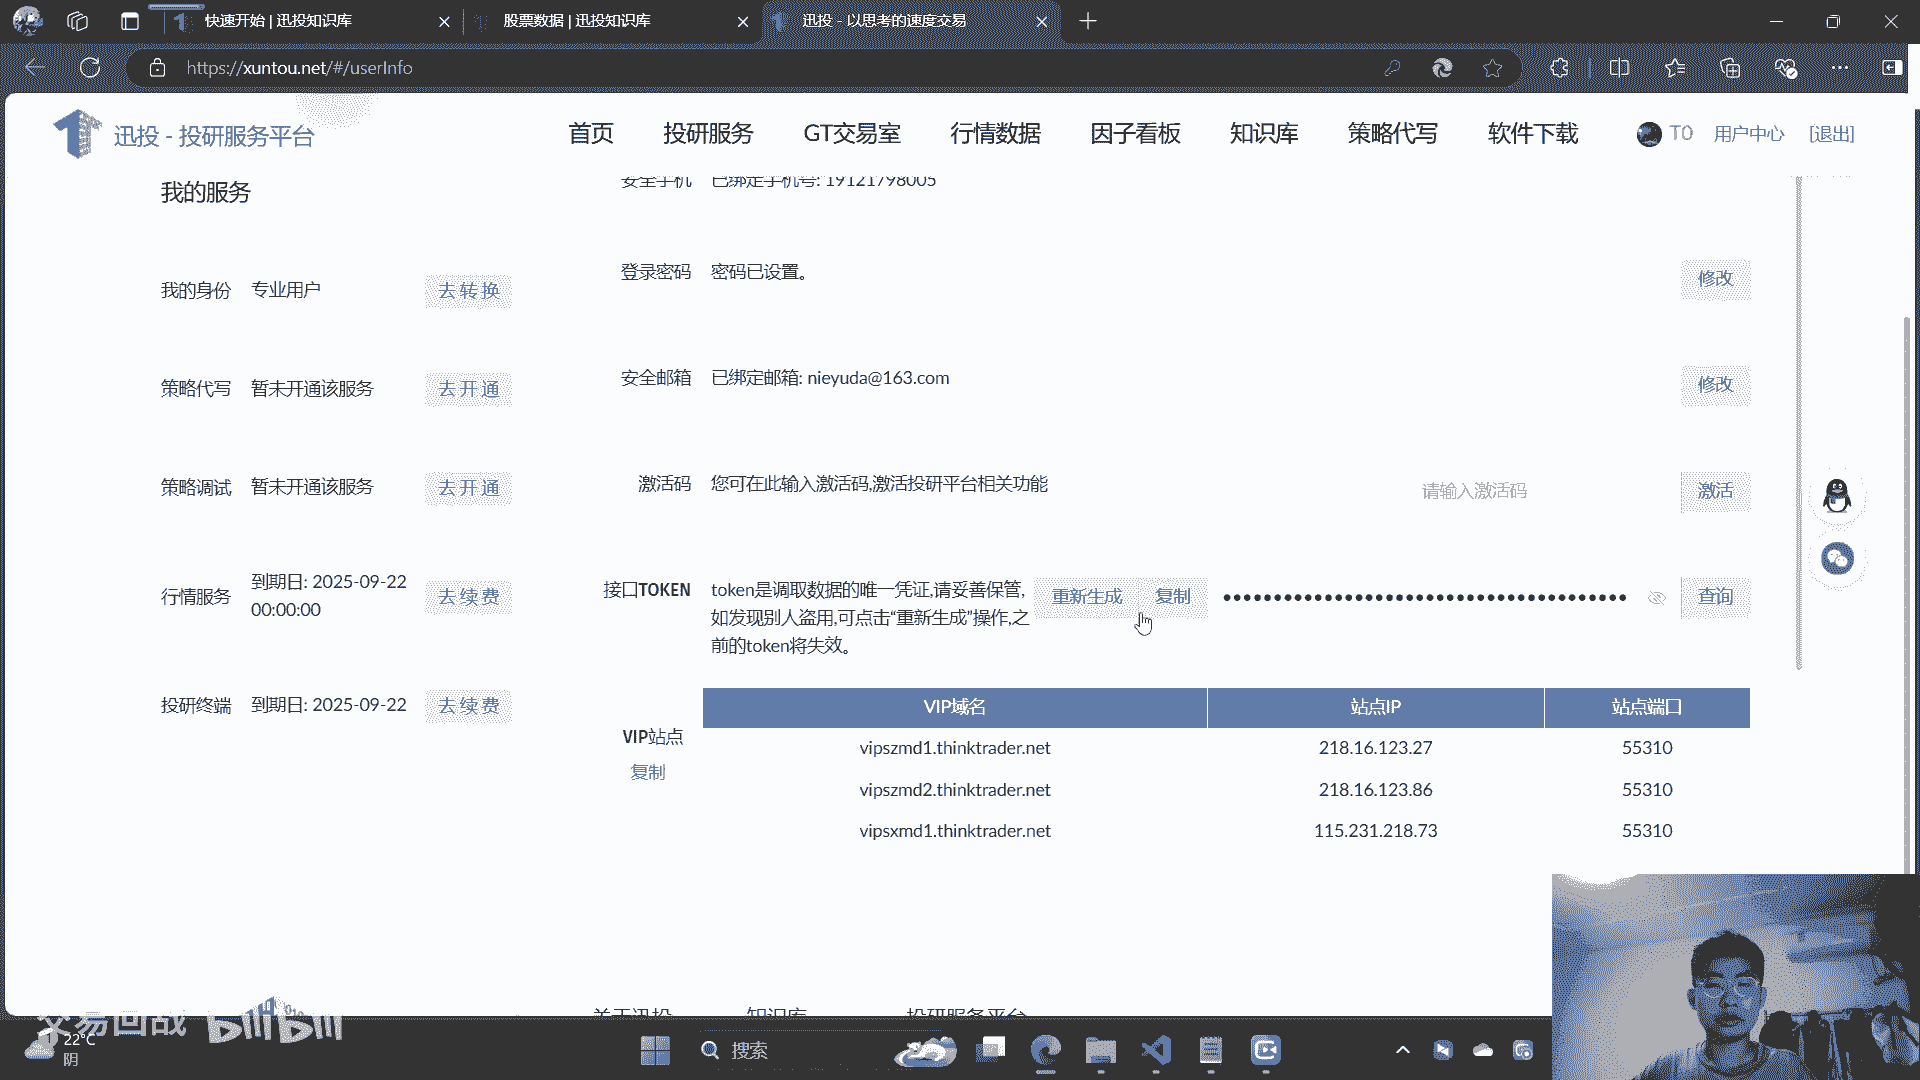 快速开始 | 迅投知识库
股票数据 | 迅投知识库
迅投 - 以思考的速度交易
https://xuntou.net/#/userInfo
迅投 - 投研服务平台
首页
投研服务
GT交易室
行情数据
因子看板
知识库
策略代写
软件下载
TO
用户中心
[退出]
我的服务
安全手机
已绑定手机号: 19121798005
登录密码
密码已设置。
修改
我的身份
专业用户
去转换
安全邮箱
已绑定邮箱: nieyuda@163.com
修改
策略代写
暂未开通该服务
去开通
激活码
您可在此输入激活码,激活投研平台相关功能
请输入激活码
激活
策略调试
暂未开通该服务
去开通
行情服务
到期日: 2025-09-22
00:00:00
去续费
接口TOKEN
token是调取数据的唯一凭证,请妥善保管,
如发现别人盗用,可点击“重新生成”操作,之
前的token将失效。
重新生成
复制
查询
投研终端
到期日: 2025-09-22
去续费
VIP站点
复制
VIP域名
站点IP
站点端口
vipszmd1.thinktrader.net
218.16.123.27
55310
vipszmd2.thinktrader.net
218.16.123.86
55310
vipsxmd1.thinktrader.net
115.231.218.73
55310
关于迅投
知识库
投研服务平台
交易回战
bilibili
22°C
阴
搜索